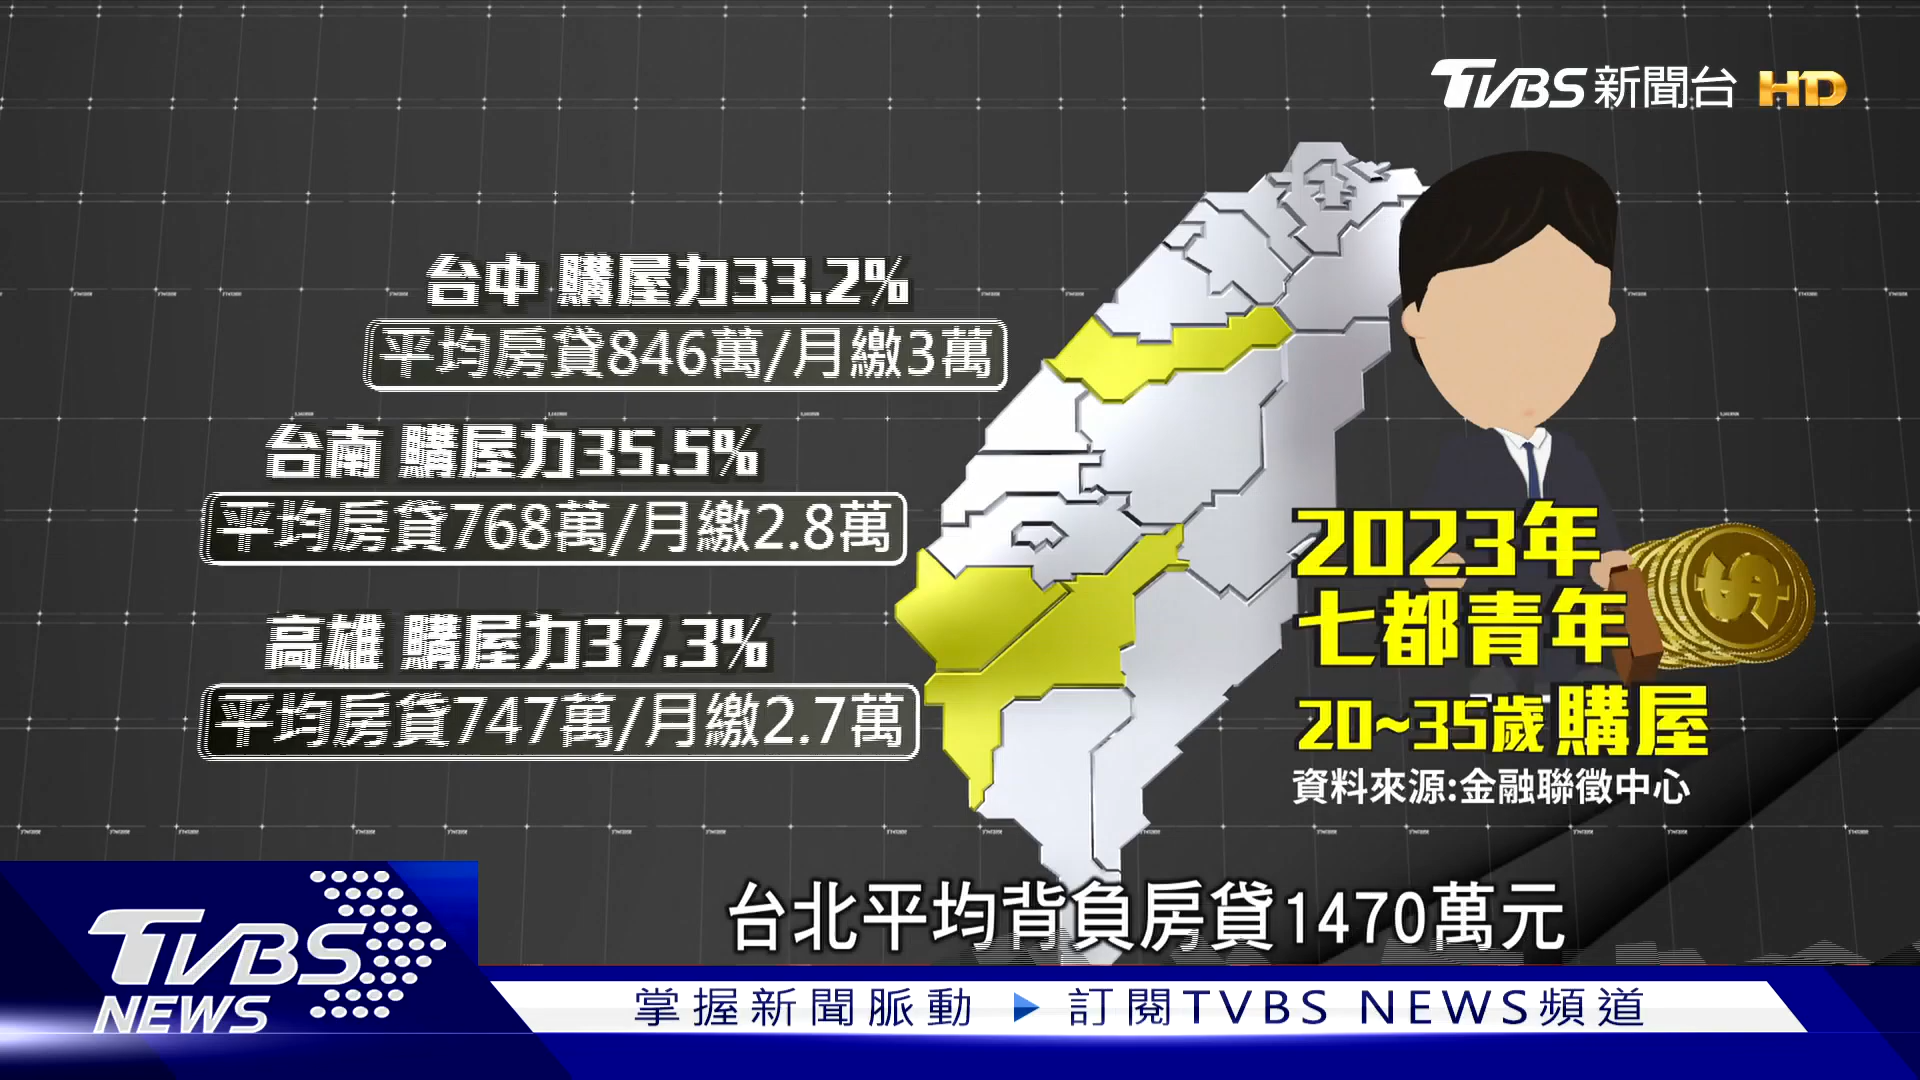 TVBS新聞台 HD
台中 購屋力33.2%
平均房貸846萬/月繳3萬
台南 購屋力35.5%
平均房貸768萬/月繳2.8萬
高雄 購屋力37.3%
平均房貸747萬/月繳2.7萬
2023年
七都青年
20~35歲購屋
資料來源:金融聯徵中心
台北平均背負房貸1470萬元
TVBS
NEWS
掌握新聞脈動 ▶ 訂閱TVBS NEWS頻道